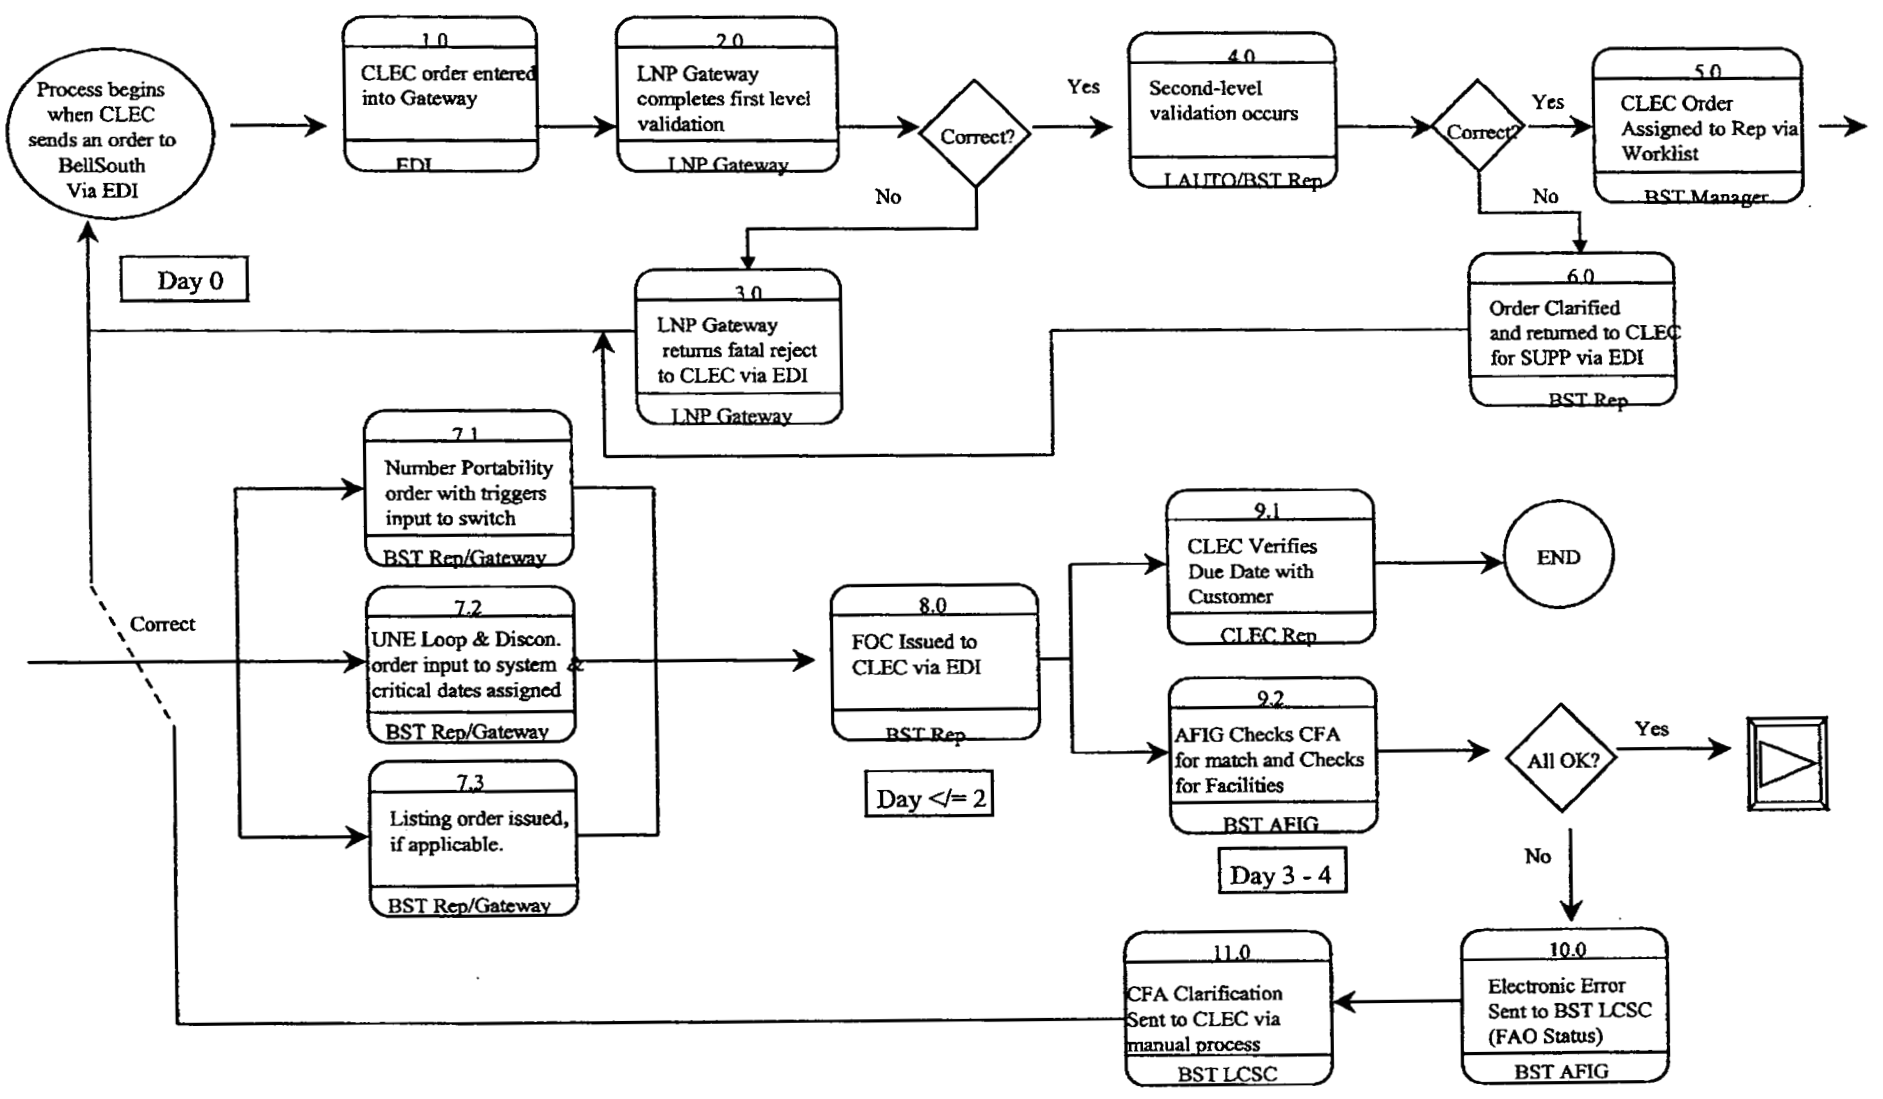 Process begins
when CLEC
sends an order to
BellSouth
Via EDI
1.0
CLEC order entered
into Gateway
EDI
2.0
LNP Gateway
completes first level
validation
LNP Gateway
Correct?
Yes
No
4.0
Second-level
validation occurs
LAUTO/BST Rep
Correct?
Yes
No
5.0
CLEC Order
Assigned to Rep via
Worklist
BST Manager
Day 0
3.0
LNP Gateway
returns fatal reject
to CLEC via EDI
LNP Gateway
6.0
Order Clarified
and returned to CLEC
for SUPP via EDI
BST Rep
7.1
Number Portability
order with triggers
input to switch
BST Rep/Gateway
Correct
7.2
UNE Loop & Discon.
order input to system &
critical dates assigned
BST Rep/Gateway
7.3
Listing order issued,
if applicable.
BST Rep/Gateway
8.0
FOC Issued to
CLEC via EDI
BST Rep
Day </= 2
9.1
CLEC Verifies
Due Date with
Customer
CLEC Rep
END
9.2
AFIG Checks CFA
for match and Checks
for Facilities
BST AFIG
Day 3 - 4
All OK?
Yes
No
10.0
Electronic Error
Sent to BST LCSC
(FAO Status)
BST AFIG
11.0
CFA Clarification
Sent to CLEC via
manual process
BST LCSC